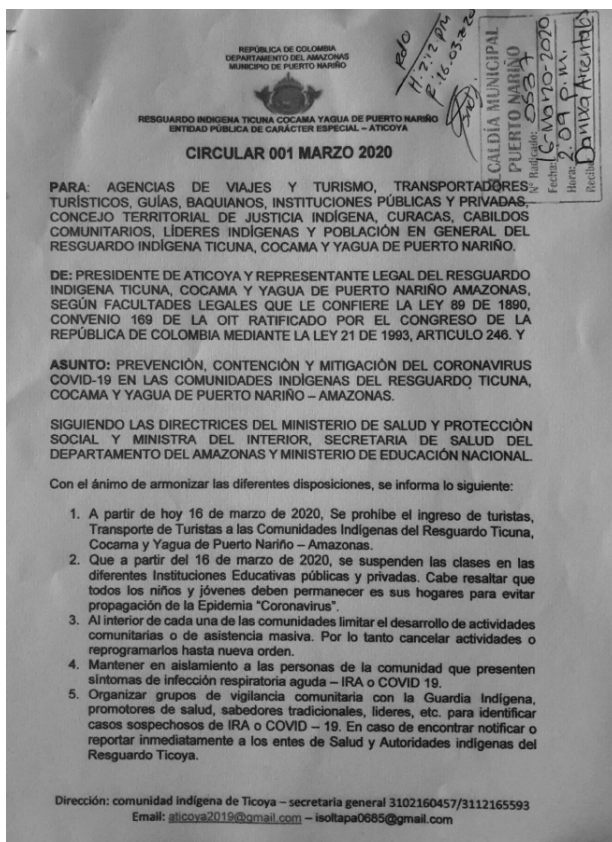 REPÚBLICA DE COLOMBIA
DEPARTAMENTO DEL AMAZONAS
MUNICIPIO DE PUERTO NARIÑO
RESGUARDO INDIGENA TICUNA COCAMA YAGUA DE PUERTO NARIÑO
ENTIDAD PÚBLICA DE CARÁCTER ESPECIAL – ATICOYA
Rdo
H: 2:12 pm
F: 16.03.2020
ALCALDÍA MUNICIPAL
PUERTO NARIÑO
N° Radicado: 0537
Fecha: 16-Marzo-2020
Hora: 2:09 p.m.
Recibe:
CIRCULAR 001 MARZO 2020
PARA: AGENCIAS DE VIAJES Y TURISMO, TRANSPORTADORES
TURÍSTICOS, GUÍAS, BAQUIANOS, INSTITUCIONES PÚBLICAS Y PRIVADAS,
CONCEJO TERRITORIAL DE JUSTICIA INDÍGENA, CURACAS, CABILDOS
COMUNITARIOS, LÍDERES INDÍGENAS Y POBLACIÓN EN GENERAL DEL
RESGUARDO INDÍGENA TICUNA, COCAMA Y YAGUA DE PUERTO NARIÑO.
DE: PRESIDENTE DE ATICOYA Y REPRESENTANTE LEGAL DEL RESGUARDO
INDIGENA TICUNA, COCAMA Y YAGUA DE PUERTO NARIÑO AMAZONAS,
SEGÚN FACULTADES LEGALES QUE LE CONFIERE LA LEY 89 DE 1890,
CONVENIO 169 DE LA OIT RATIFICADO POR EL CONGRESO DE LA
REPÚBLICA DE COLOMBIA MEDIANTE LA LEY 21 DE 1993, ARTICULO 246. Y
ASUNTO: PREVENCIÓN, CONTENCIÒN Y MITIGACIÓN DEL CORONAVIRUS
COVID-19 EN LAS COMUNIDADES INDÍGENAS DEL RESGUARDO TICUNA,
COCAMA Y YAGUA DE PUERTO NARIÑO – AMAZONAS.
SIGUIENDO LAS DIRECTRICES DEL MINISTERIO DE SALUD Y PROTECCIÒN
SOCIAL Y MINISTRA DEL INTERIOR, SECRETARIA DE SALUD DEL
DEPARTAMENTO DEL AMAZONAS Y MINISTERIO DE EDUCACIÓN NACIONAL.
Con el ánimo de armonizar las diferentes disposiciones, se informa lo siguiente:
1. A partir de hoy 16 de marzo de 2020, Se prohíbe el ingreso de turistas,
Transporte de Turistas a las Comunidades Indígenas del Resguardo Ticuna,
Cocama y Yagua de Puerto Nariño – Amazonas.
2. Que a partir del 16 de marzo de 2020, se suspenden las clases en las
diferentes Instituciones Educativas públicas y privadas. Cabe resaltar que
todos los niños y jóvenes deben permanecer es sus hogares para evitar
propagación de la Epidemia "Coronavirus".
3. Al interior de cada una de las comunidades limitar el desarrollo de actividades
comunitarias o de asistencia masiva. Por lo tanto cancelar actividades o
reprogramarlos hasta nueva orden.
4. Mantener en aislamiento a las personas de la comunidad que presenten
síntomas de infección respiratoria aguda – IRA o COVID 19.
5. Organizar grupos de vigilancia comunitaria con la Guardia Indígena,
promotores de salud, sabedores tradicionales, lideres, etc. para identificar
casos sospechosos de IRA o COVID – 19. En caso de encontrar notificar o
reportar inmediatamente a los entes de Salud y Autoridades indígenas del
Resguardo Ticoya.
Dirección: comunidad indígena de Ticoya – secretaria general 3102160457/3112165593
Email: aticoya2019@gmail.com – isoltapa0685@gmail.com